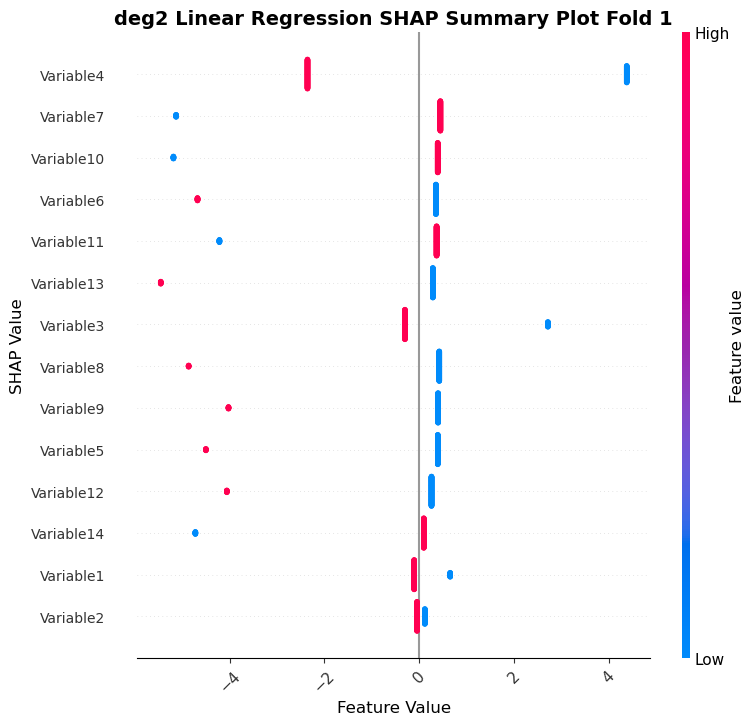 deg2 Linear Regression SHAP Summary Plot Fold 1
High
Variable4
Variable7
Variable10
Variable6
Variable11
Variable13
Variable3
Variable8
Variable9
Variable5
Variable12
Variable14
Variable1
Variable2
SHAP Value
Feature value
Low
−4 −2 0 2 4
Feature Value